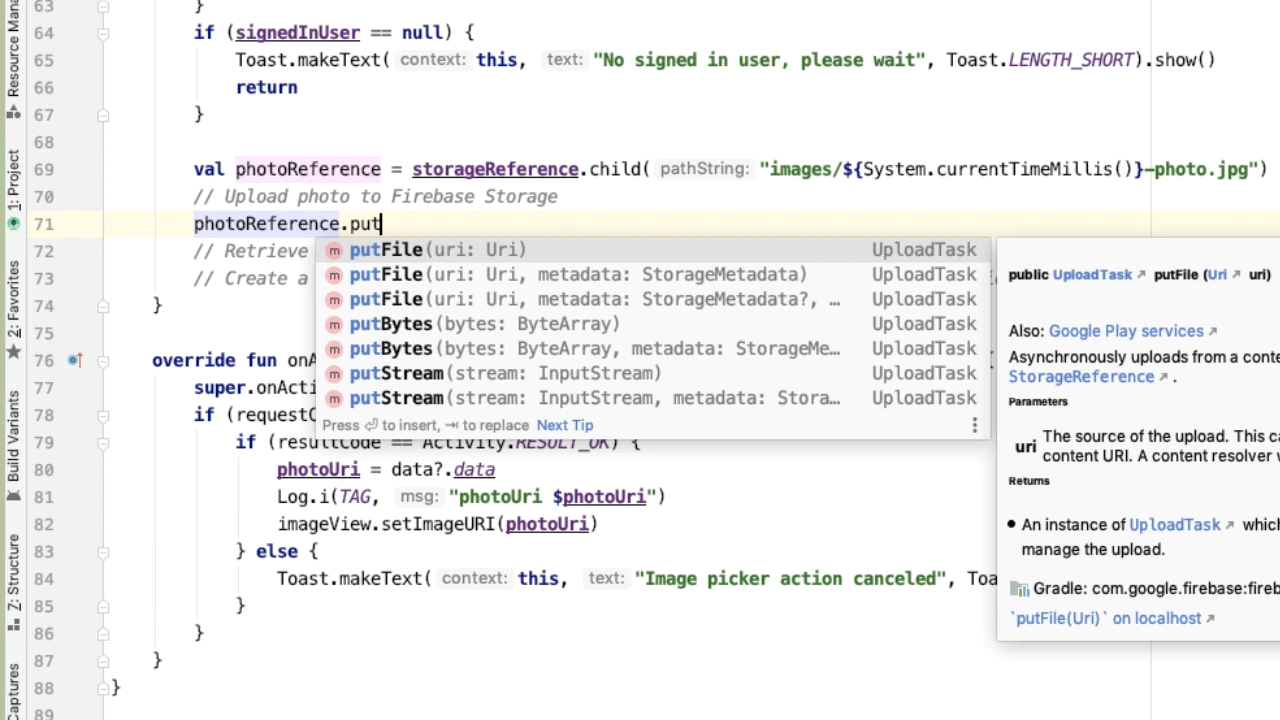 63 }
64 if (signedInUser == null) {
65 Toast.makeText( context: this, text: "No signed in user, please wait", Toast.LENGTH_SHORT).show()
66 return
67 }
68
69 val photoReference = storageReference.child( pathString: "images/${System.currentTimeMillis()}-photo.jpg")
70 // Upload photo to Firebase Storage
71 photoReference.put
72 // Retrieve
73 // Create a
74 }
75
76 override fun onA
77 super.onActi
78 if (requestC
79 if (resultCode == Activity.RESULT_OK) {
80 photoUri = data?.data
81 Log.i(TAG, msg: "photoUri $photoUri")
82 imageView.setImageURI(photoUri)
83 } else {
84 Toast.makeText( context: this, text: "Image picker action canceled", Toa
85 }
86 }
87 }
88 }
89
m putFile(uri: Uri) UploadTask
m putFile(uri: Uri, metadata: StorageMetadata) UploadTask
m putFile(uri: Uri, metadata: StorageMetadata?, … UploadTask
m putBytes(bytes: ByteArray) UploadTask
m putBytes(bytes: ByteArray, metadata: StorageMe… UploadTask
m putStream(stream: InputStream) UploadTask
m putStream(stream: InputStream, metadata: Stora… UploadTask
Press ⏎ to insert, ⇥ to replace Next Tip
public UploadTask↗ putFile (Uri↗ uri)
Also: Google Play services↗
Asynchronously uploads from a conte
StorageReference↗ .
Parameters
uri The source of the upload. This ca
content URI. A content resolver w
Returns
• An instance of UploadTask↗ which
manage the upload.
Gradle: com.google.firebase:fireb
`putFile(Uri)` on localhost↗
Resource Mana
1: Project
2: Favorites
Build Variants
Z: Structure
Captures